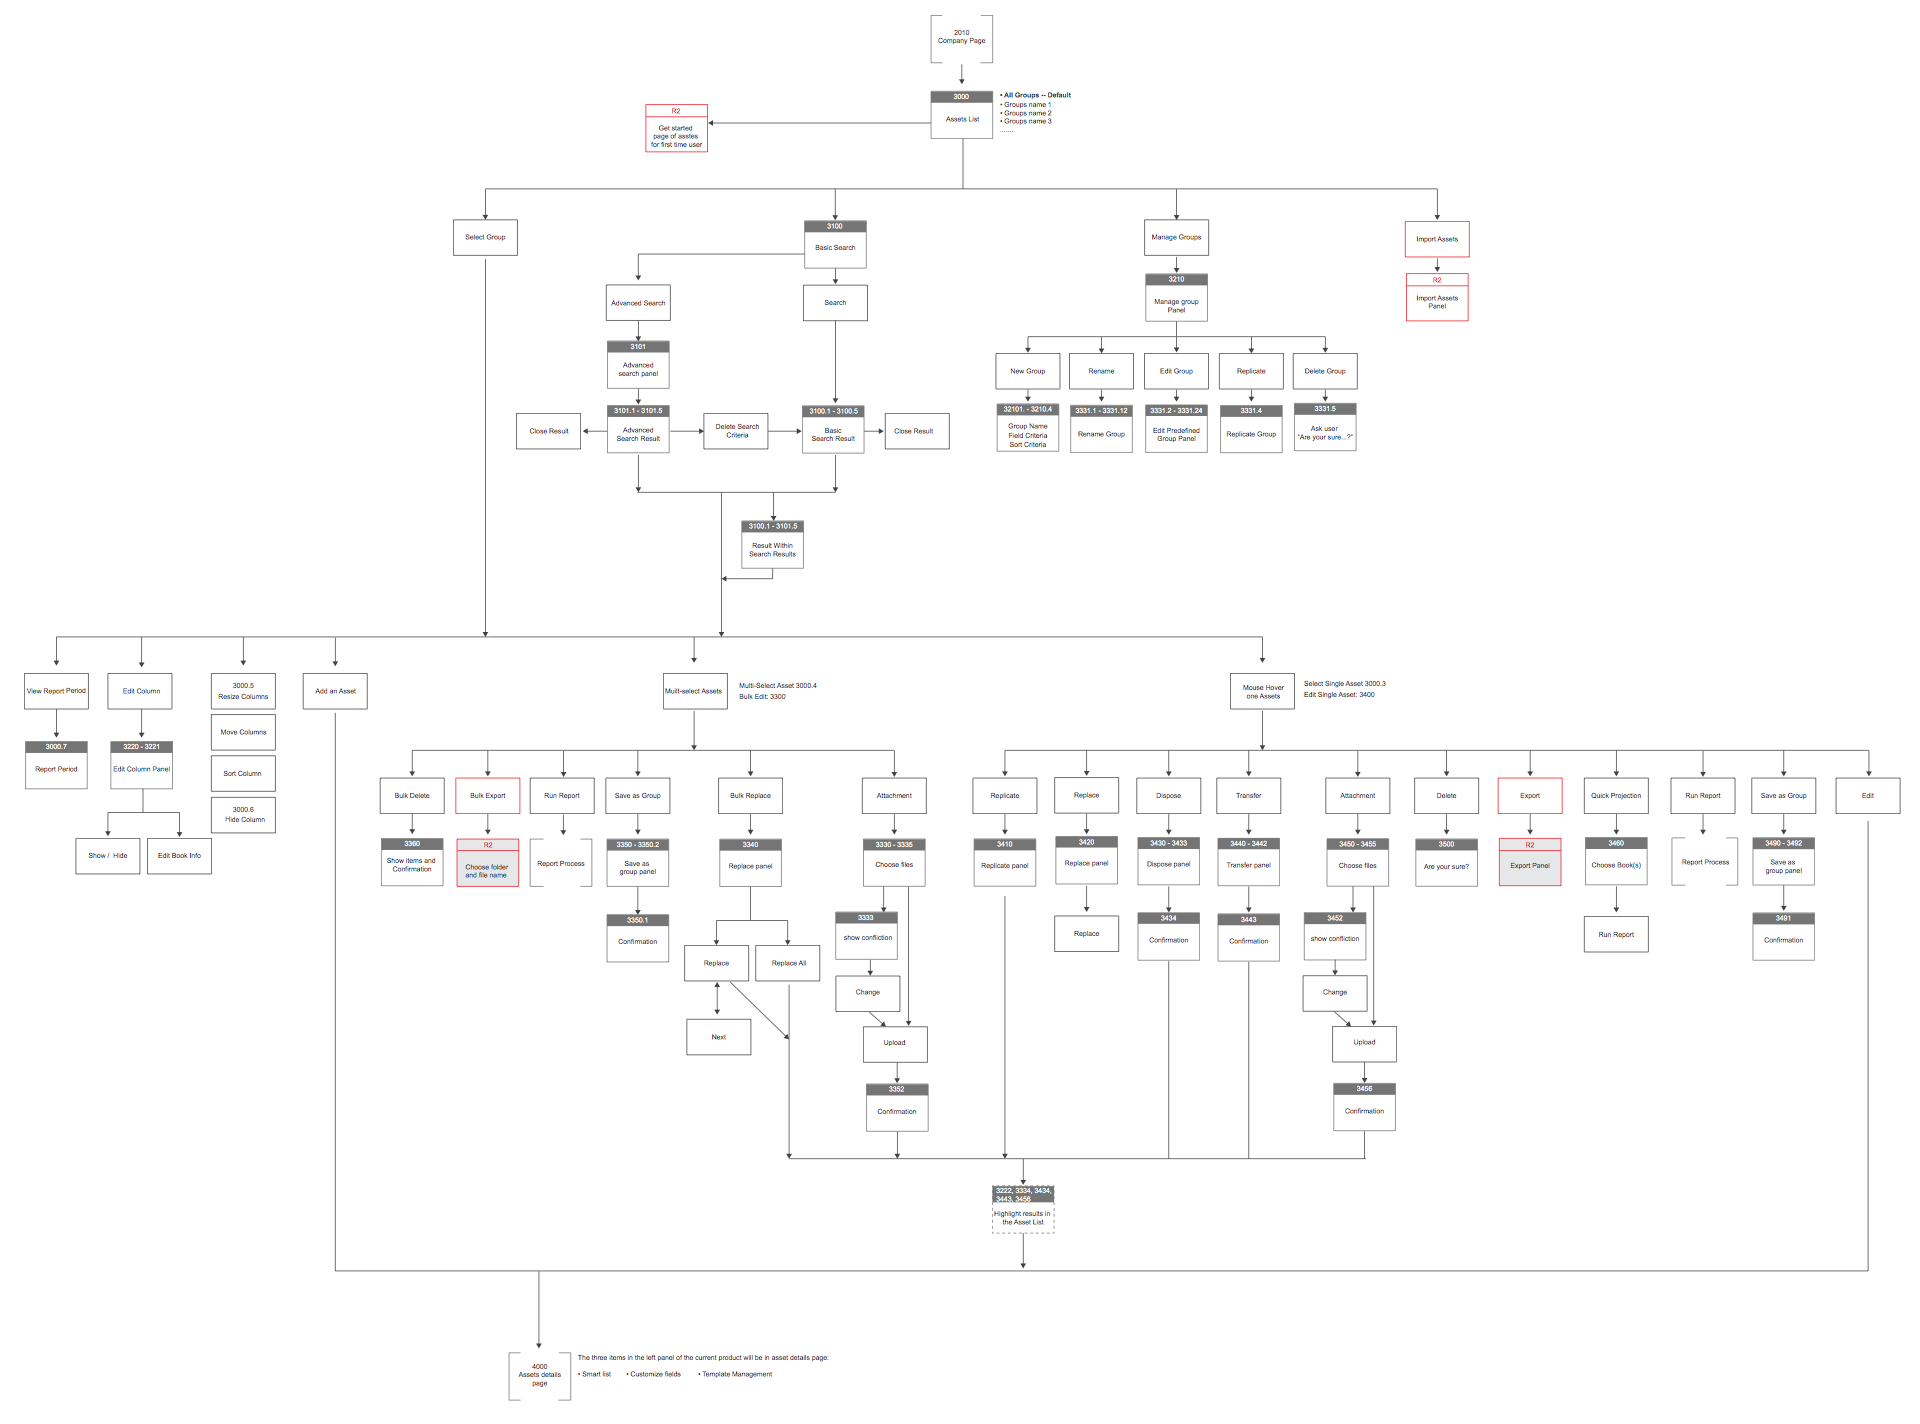 2010
Company Page
3000
Assets List
• All Groups -- Default
• Groups name 1
• Groups name 2
• Groups name 3
.......
R2
Get started
page of asstes
for first time user
Select Group
3100
Basic Search
Manage Groups
Import Assets
Advanced Search
Search
3210
Manage group
Panel
R2
Import Assets
Panel
3101
Advanced
search panel
New Group
Rename
Edit Group
Replicate
Delete Group
Close Result
3101.1 - 3101.5
Advanced
Search Result
Delete Search
Criteria
3100.1 - 3100.5
Basic
Search Result
Close Result
32101. - 3210.4
Group Name
Field Criteria
Sort Criteria
3331.1 - 3331.12
Rename Group
3331.2 - 3331.24
Edit Predefined
Group Panel
3331.4
Replicate Group
3331.5
Ask user
“Are your sure...?”
3100.1 - 3101.5
Result Within
Search Results
View Report Period
Edit Column
3000.5
Resize Columns
Add an Asset
Muilt-select Assets
Multi-Select Asset 3000.4
Bulk Edit: 3300
Mouse Hover
one Assets
Select Single Asset 3000.3
Edit Single Asset: 3400
Move Columns
3000.7
Report Period
3220 - 3221
Edit Column Panel
Sort Column
3000.6
Hide Column
Show / Hide
Edit Book Info
Bulk Delete
Bulk Export
Run Report
Save as Group
Bulk Replace
Attachment
Replicate
Replace
Dispose
Transfer
Attachment
Delete
Export
Quick Projection
Run Report
Save as Group
Edit
3360
Show items and
Confirmation
R2
Choose folder
and file name
Report Process
3350 - 3350.2
Save as
group panel
3340
Replace panel
3330 - 3335
Choose files
3410
Replicate panel
3420
Replace panel
3430 - 3433
Dispose panel
3440 - 3442
Transfer panel
3450 - 3455
Choose files
3500
Are your sure?
R2
Export Panel
3460
Choose Book(s)
Report Process
3490 - 3492
Save as
group panel
3350.1
Confirmation
3333
show confliction
Replace
3434
Confirmation
3443
Confirmation
3452
show confliction
Run Report
3491
Confirmation
Replace
Replace All
Change
Change
Next
Upload
Upload
3352
Confirmation
3456
Confirmation
3222, 3334, 3434,
3443, 3456
Highlight results in
the Asset List
4000
Assets details
page
The three items in the left panel of the current product will be in asset details page:
• Smart list • Customize fields • Template Management